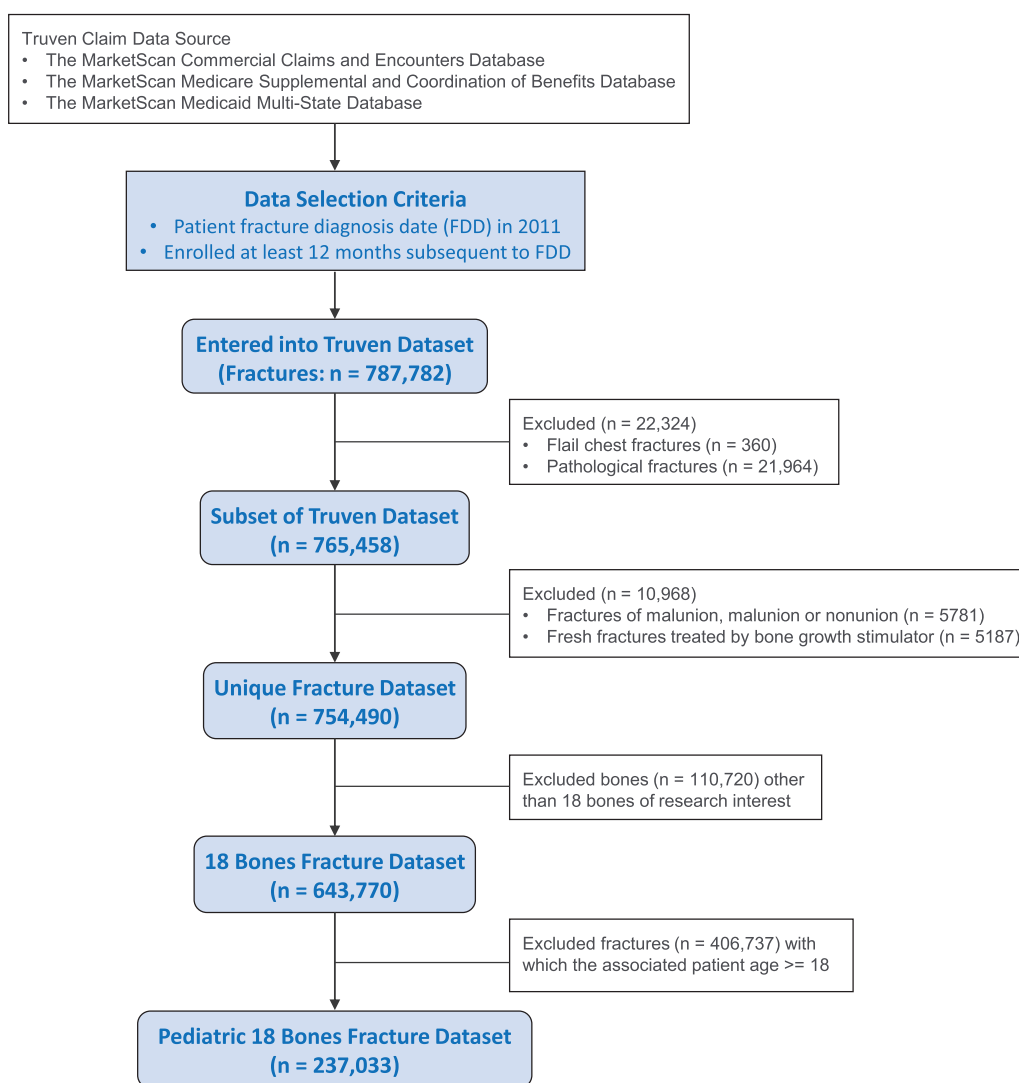 Truven Claim Data Source
• The MarketScan Commercial Claims and Encounters Database
• The MarketScan Medicare Supplemental and Coordination of Benefits Database
• The MarketScan Medicaid Multi-State Database
Data Selection Criteria
• Patient fracture diagnosis date (FDD) in 2011
• Enrolled at least 12 months subsequent to FDD
Entered into Truven Dataset
(Fractures: n = 787,782)
Excluded (n = 22,324)
• Flail chest fractures (n = 360)
• Pathological fractures (n = 21,964)
Subset of Truven Dataset
(n = 765,458)
Excluded (n = 10,968)
• Fractures of malunion, malunion or nonunion (n = 5781)
• Fresh fractures treated by bone growth stimulator (n = 5187)
Unique Fracture Dataset
(n = 754,490)
Excluded bones (n = 110,720) other
than 18 bones of research interest
18 Bones Fracture Dataset
(n = 643,770)
Excluded fractures (n = 406,737) with
which the associated patient age >= 18
Pediatric 18 Bones Fracture Dataset
(n = 237,033)